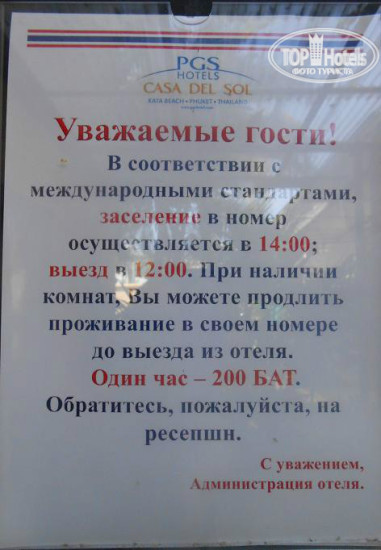 TOP Hotels
ФОТО ТУРИСТА
PGS
HOTELS
CASA DEL SOL
KATA BEACH • PHUKET • THAILAND
Уважаемые гости!
В соответствии с
международными стандартами,
заселение в номер
осуществляется в 14:00;
выезд в 12:00. При наличии
комнат, Вы можете продлить
проживание в своем номере
до выезда из отеля.
Один час – 200 БАТ.
Обратитесь, пожалуйста, на
ресепшн.
С уважением,
Администрация отеля.